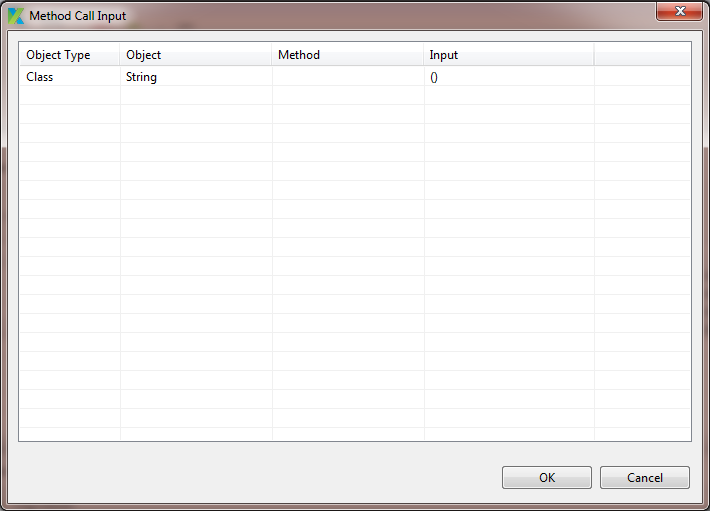 Method Call Input
Object Type Object Method Input
Class String ()
OK Cancel